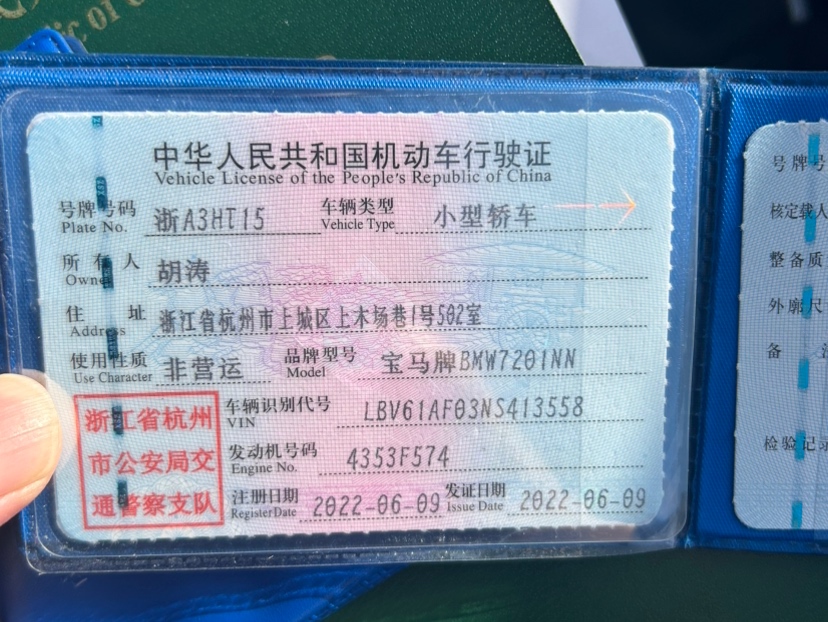 ic of C
中华人民共和国机动车行驶证
Vehicle License of the People's Republic of China
号牌号码 浙A3HT15 车辆类型 小型轿车
Plate No. Vehicle Type
所有人 胡涛
Owner
住址 浙江省杭州市上城区上木场巷1号502室
Address
使用性质 非营运 品牌型号 宝马牌BMW7201NN
Use Character Model
浙江省杭州
市公安局交
通警察支队
车辆识别代号 LBV61AF03NS413558
VIN
发动机号码 4353F574
Engine No.
注册日期 2022-06-09 发证日期 2022-06-09
Register Date Issue Date
号牌号
核定载人
整备质
外廓尺
备
检验记录